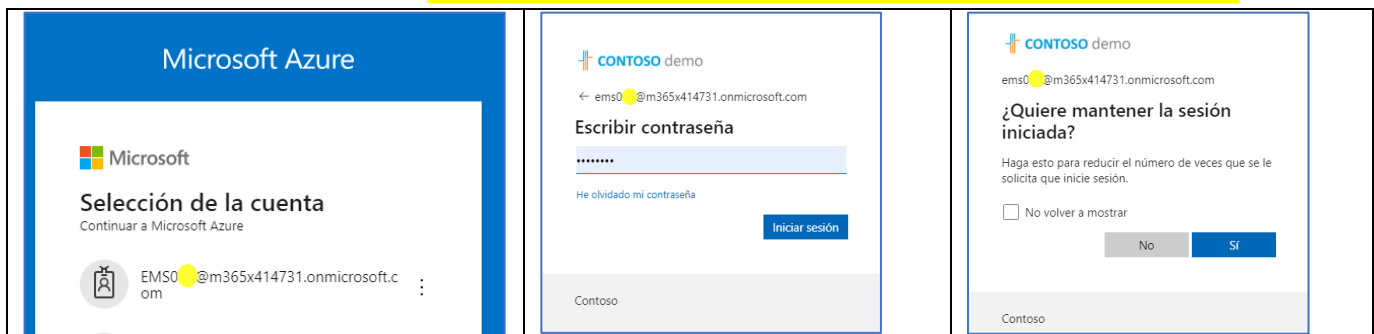 Microsoft Azure
Microsoft
Selección de la cuenta
Continuar a Microsoft Azure
EMS0 @m365x414731.onmicrosoft.c
om
CONTOSO demo
← ems0 @m365x414731.onmicrosoft.com
Escribir contraseña
••••••••
He olvidado mi contraseña
Iniciar sesión
Contoso
CONTOSO demo
ems0 @m365x414731.onmicrosoft.com
¿Quiere mantener la sesión
iniciada?
Haga esto para reducir el número de veces que se le
solicita que inicie sesión.
No volver a mostrar
No
Sí
Contoso